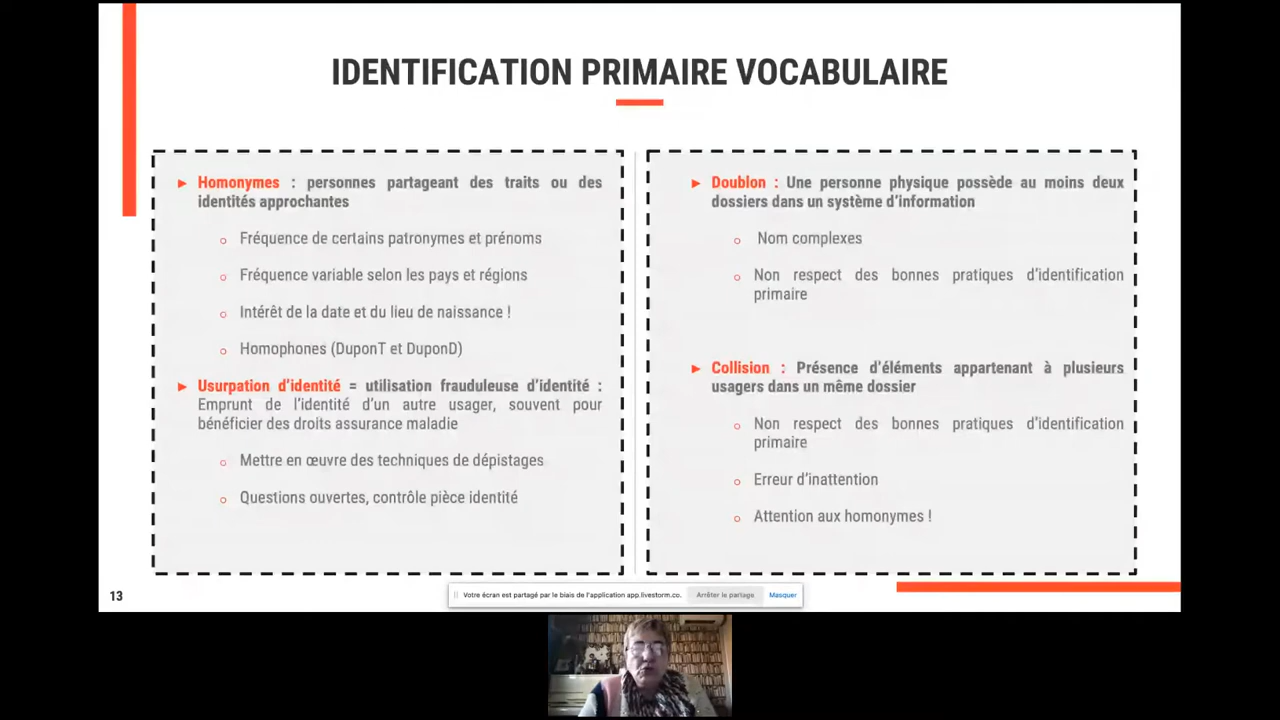 IDENTIFICATION PRIMAIRE VOCABULAIRE
► Homonymes : personnes partageant des traits ou des
identités approchantes
o Fréquence de certains patronymes et prénoms
o Fréquence variable selon les pays et régions
o Intérêt de la date et du lieu de naissance !
o Homophones (DuponT et DuponD)
► Usurpation d’identité = utilisation frauduleuse d’identité :
Emprunt de l’identité d’un autre usager, souvent pour
bénéficier des droits assurance maladie
o Mettre en œuvre des techniques de dépistages
o Questions ouvertes, contrôle pièce identité
► Doublon : Une personne physique possède au moins deux
dossiers dans un système d’information
o Nom complexes
o Non respect des bonnes pratiques d’identification
primaire
► Collision : Présence d’éléments appartenant à plusieurs
usagers dans un même dossier
o Non respect des bonnes pratiques d’identification
primaire
o Erreur d’inattention
o Attention aux homonymes !
13
Votre écran est partagé par le biais de l'application app.livestorm.co.
Arrêter le partage
Masquer